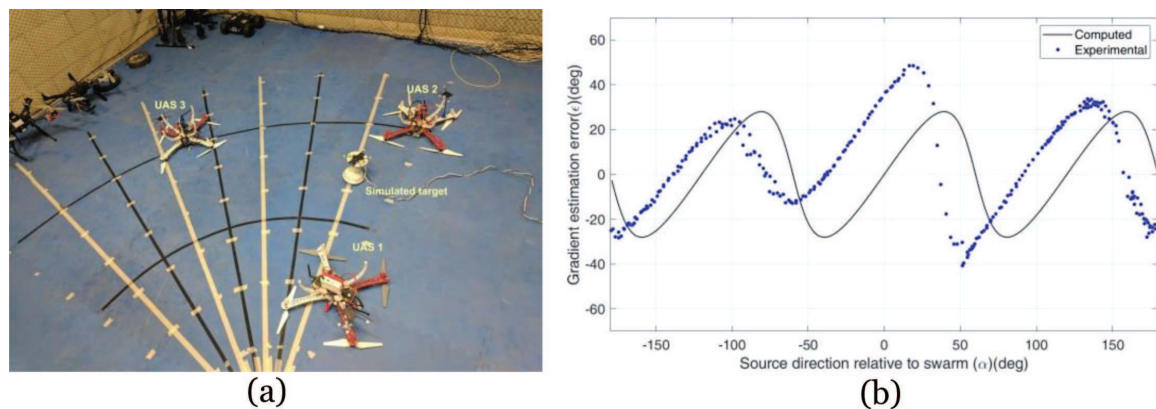 UAS 3
UAS 2
Simulated target
UAS 1
(a)
Computed
Experimental
Gradient estimation error(ϵ)(deg)
60
40
20
0
-20
-40
-60
-150
-100
-50
0
50
100
150
Source direction relative to swarm (α)(deg)
(b)